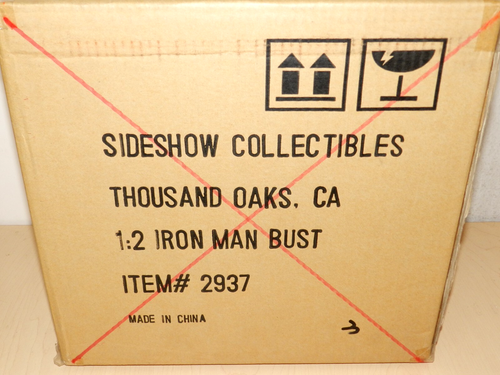 SIDESHOW COLLECTIBLES
THOUSAND OAKS, CA
1:2 IRON MAN BUST
ITEM# 2937
MADE IN CHINA
3